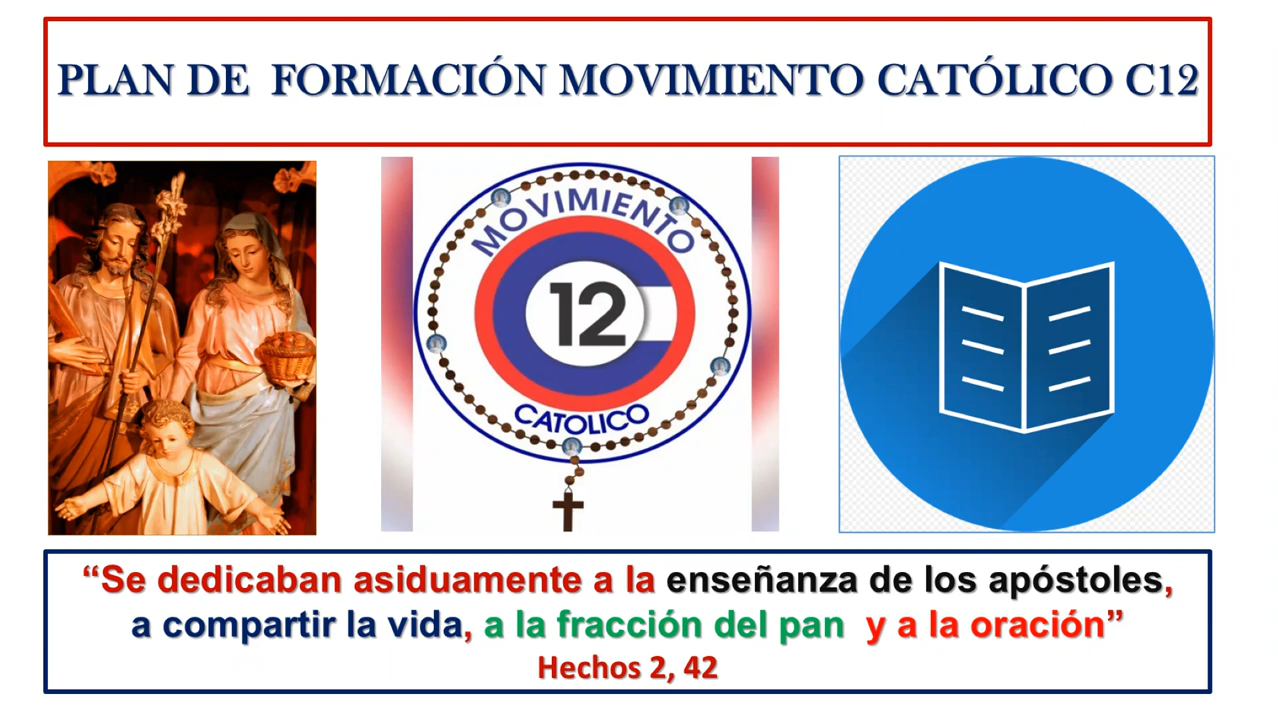 PLAN DE FORMACIÓN MOVIMIENTO CATÓLICO C12
MOVIMIENTO
12
CATOLICO
“Se dedicaban asiduamente a la enseñanza de los apóstoles,
a compartir la vida, a la fracción del pan y a la oración”
Hechos 2, 42